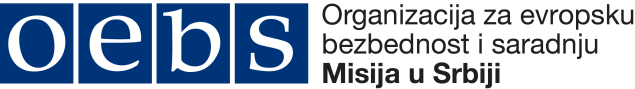 oebs
Organizacija za evropsku
bezbednost i saradnju
Misija u Srbiji